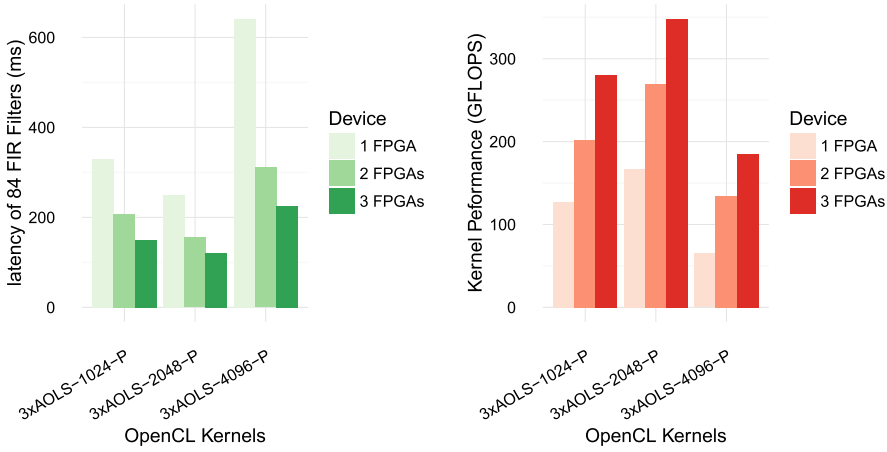 latency of 84 FIR Filters (ms)
600
400
200
0
3xAOLS−1024−P
3xAOLS−2048−P
3xAOLS−4096−P
OpenCL Kernels
Device
1 FPGA
2 FPGAs
3 FPGAs
Kernel Peformance (GFLOPS)
300
200
100
0
3xAOLS−1024−P
3xAOLS−2048−P
3xAOLS−4096−P
OpenCL Kernels
Device
1 FPGA
2 FPGAs
3 FPGAs